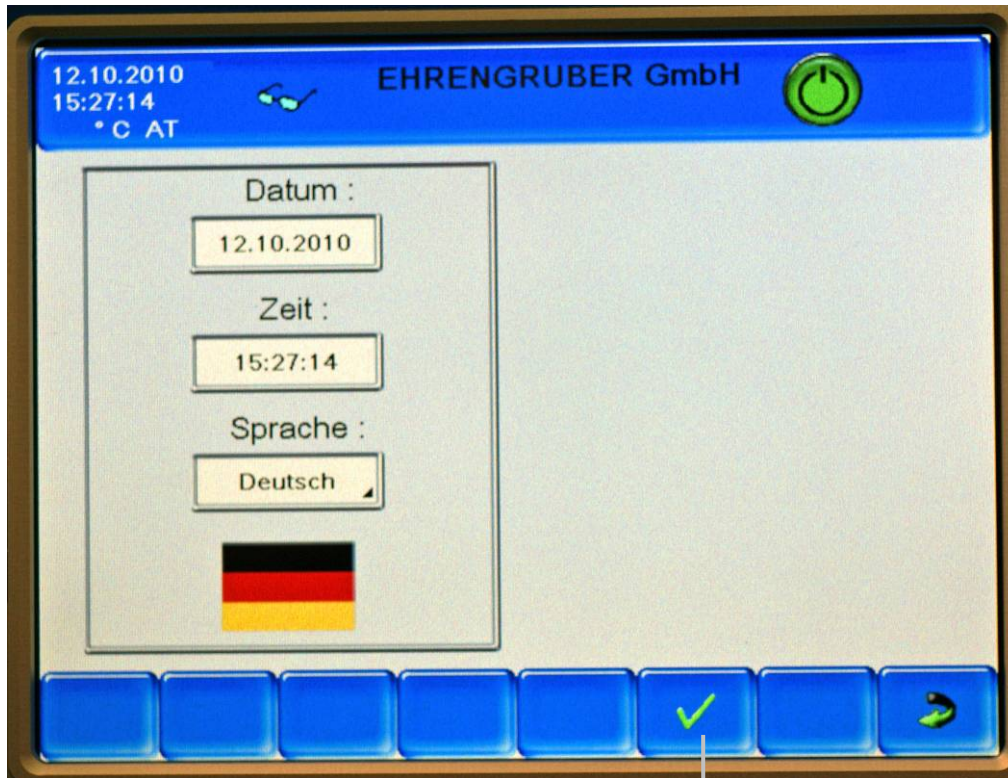 12.10.2010
15:27:14
° C AT
EHRENGRUBER GmbH
Datum :
12.10.2010
Zeit :
15:27:14
Sprache :
Deutsch